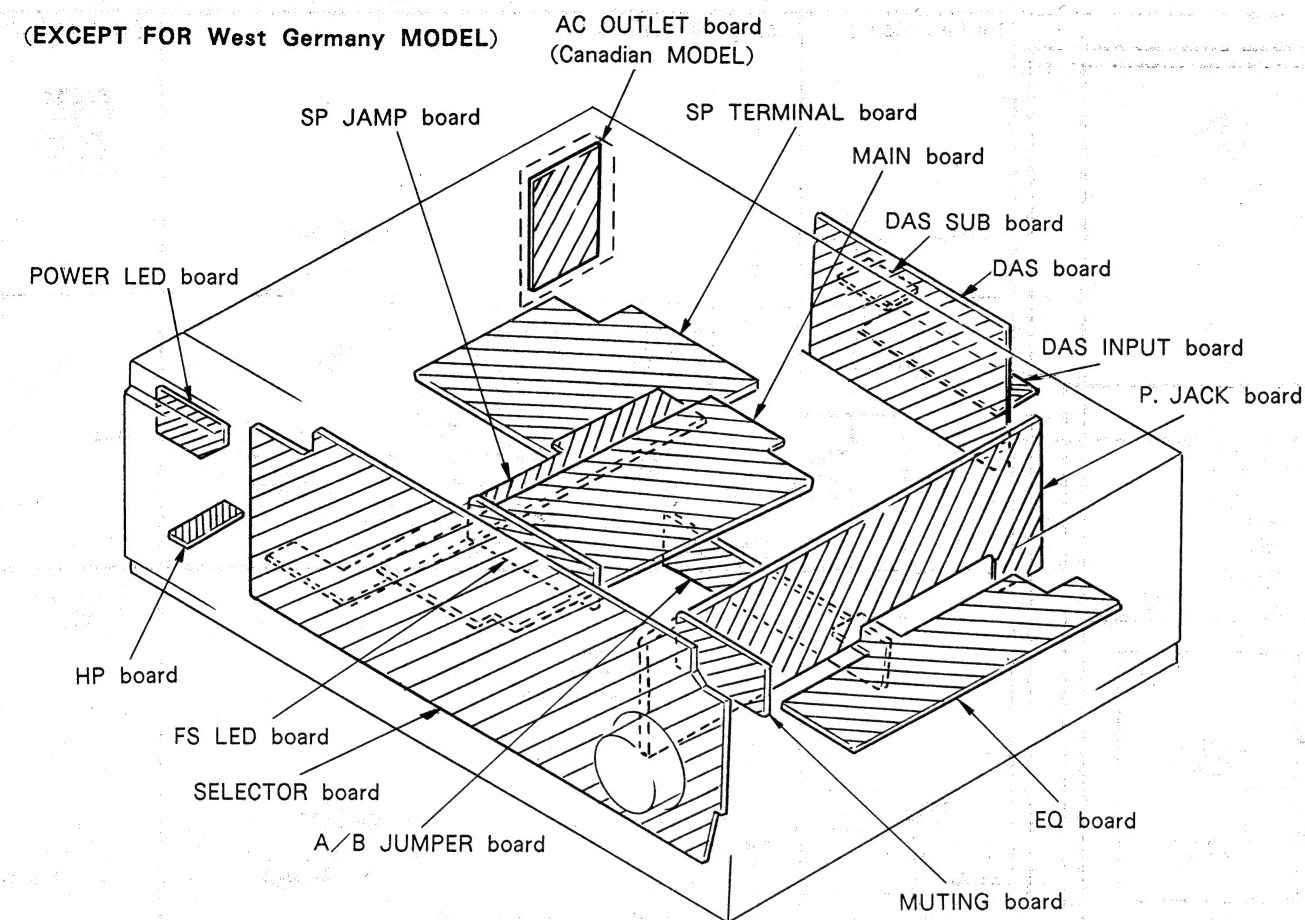 (EXCEPT FOR West Germany MODEL)
AC OUTLET board
(Canadian MODEL)
SP JAMP board
SP TERMINAL board
MAIN board
DAS SUB board
POWER LED board
DAS board
DAS INPUT board
P. JACK board
HP board
FS LED board
SELECTOR board
A/B JUMPER board
EQ board
MUTING board